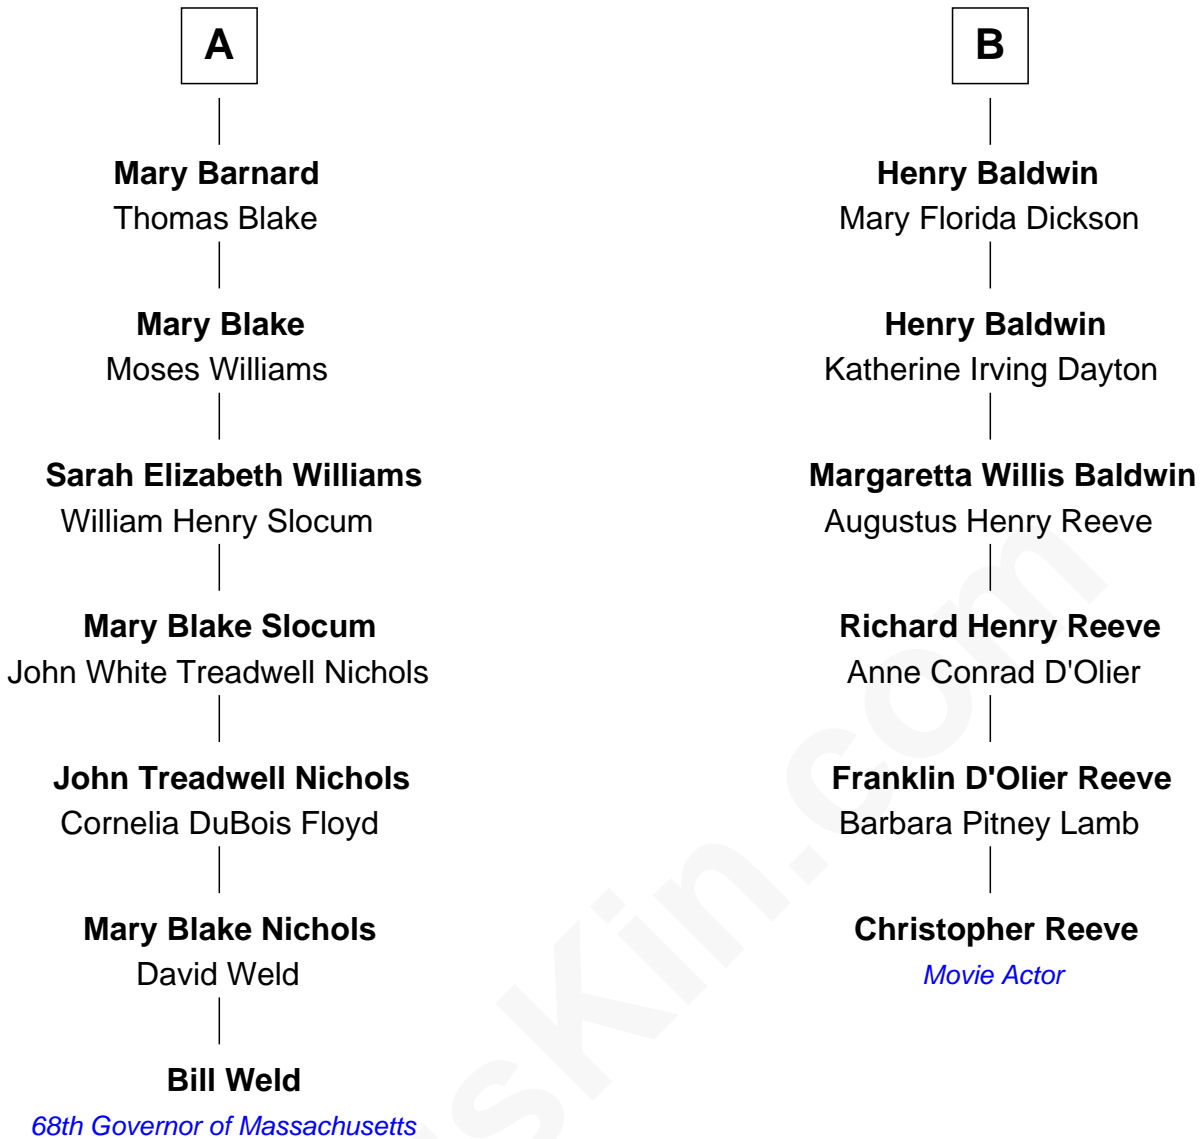 A
Mary Barnard
Thomas Blake
Mary Blake
Moses Williams
Sarah Elizabeth Williams
William Henry Slocum
Mary Blake Slocum
John White Treadwell Nichols
John Treadwell Nichols
Cornelia DuBois Floyd
Mary Blake Nichols
David Weld
Bill Weld
68th Governor of Massachusetts
B
Henry Baldwin
Mary Florida Dickson
Henry Baldwin
Katherine Irving Dayton
Margaretta Willis Baldwin
Augustus Henry Reeve
Richard Henry Reeve
Anne Conrad D'Olier
Franklin D'Olier Reeve
Barbara Pitney Lamb
Christopher Reeve
Movie Actor